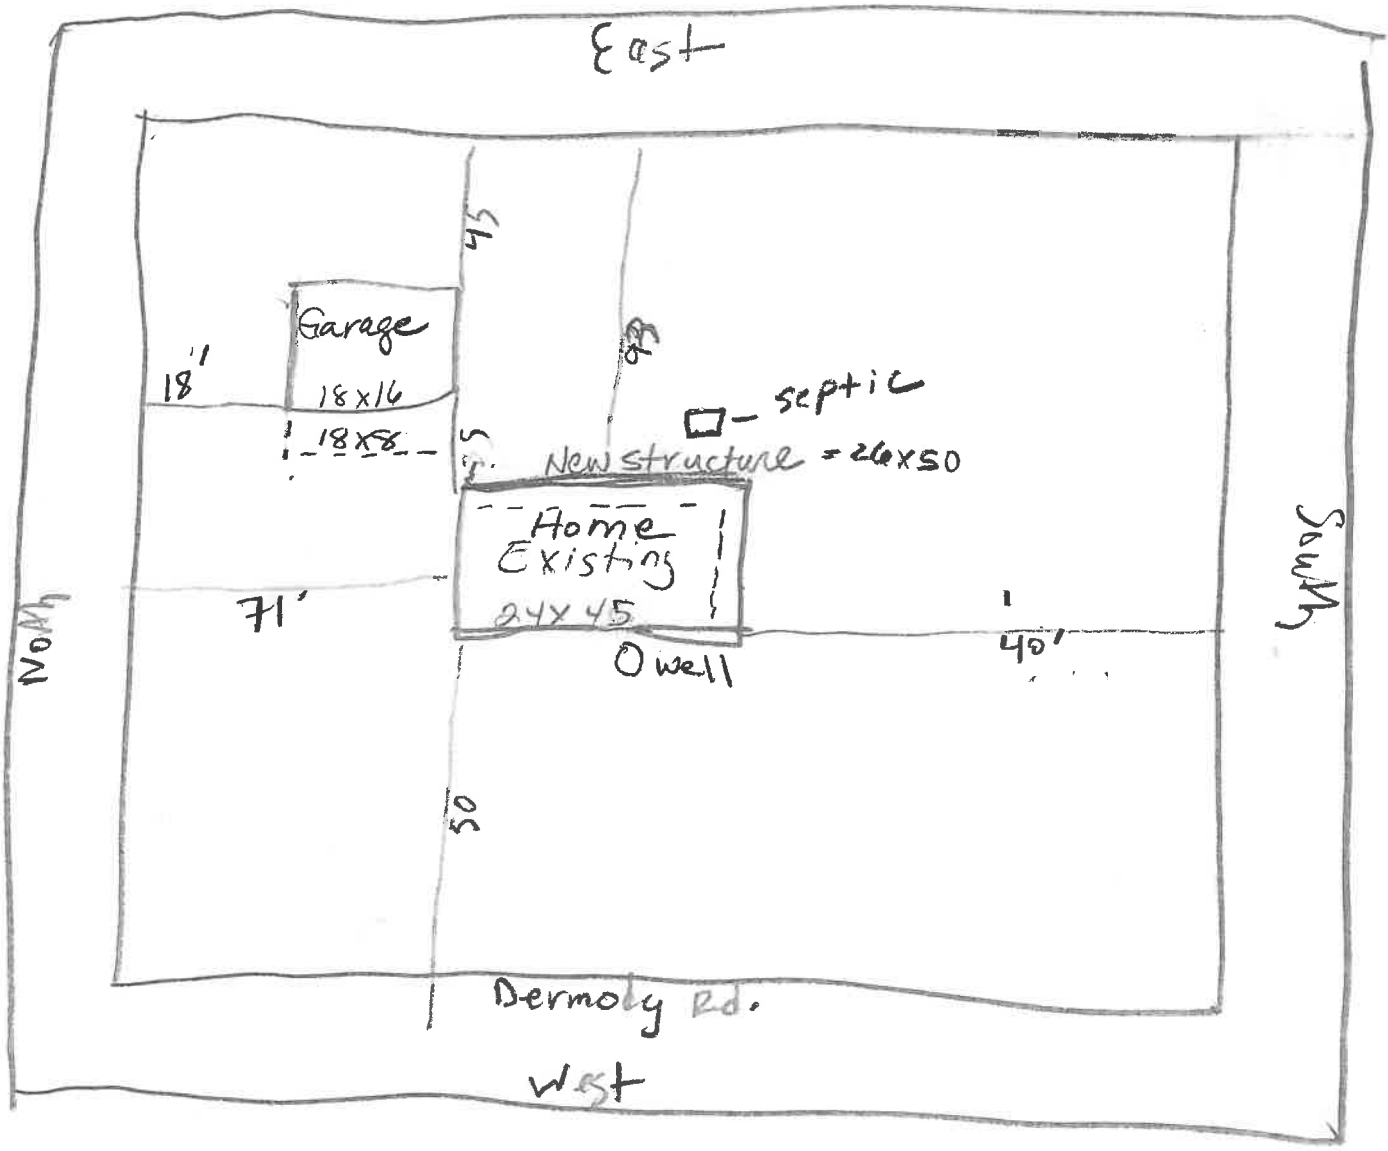 East
45
Garage
93
18'
18x16
septic
18x8
5
New structure = 26x50
Home
Existing
South
71'
24x45
North
40'
O well
50
Dermody Rd.
West